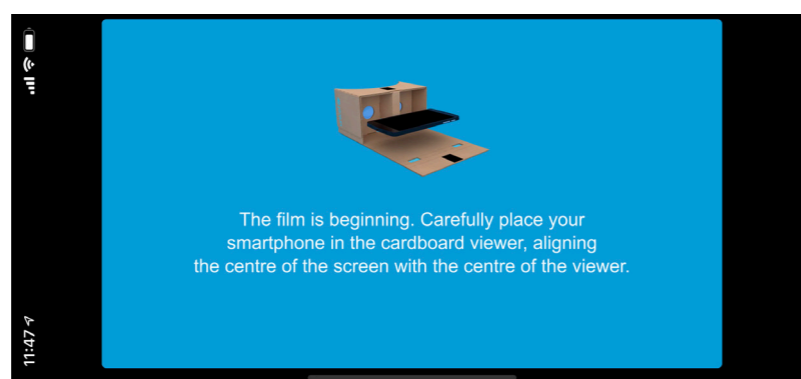 The film is beginning. Carefully place your
smartphone in the cardboard viewer, aligning
the centre of the screen with the centre of the viewer.
11:47